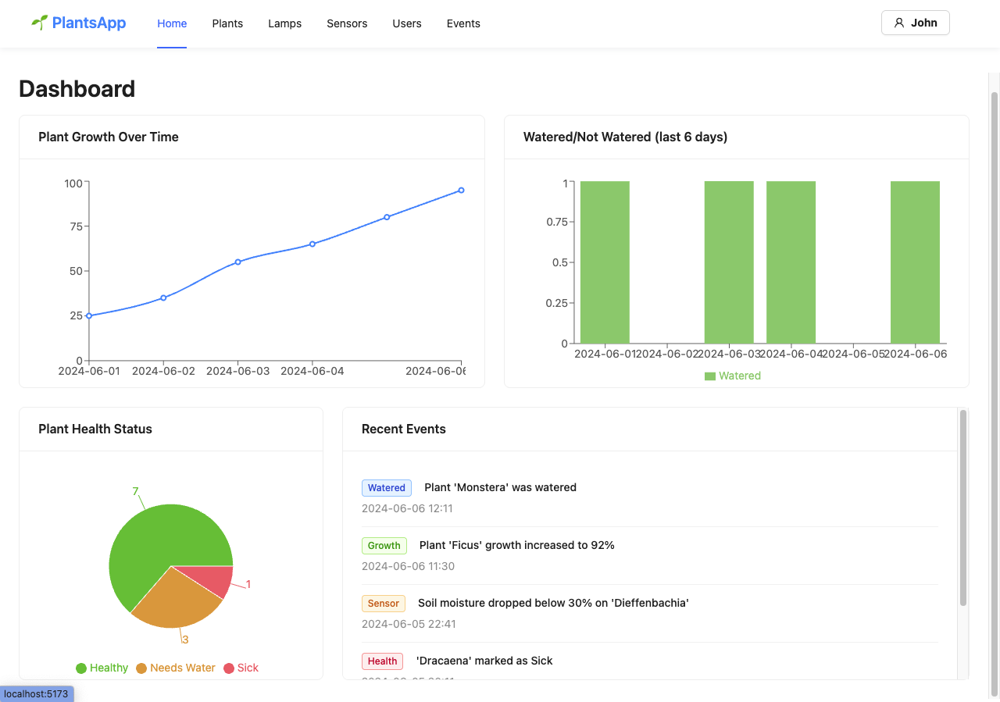 PlantsApp Home Plants Lamps Sensors Users Events John
Dashboard
Plant Growth Over Time
100
75
50
25
0
2024-06-01 2024-06-02 2024-06-03 2024-06-04 2024-06-06
Watered/Not Watered (last 6 days)
1
0.75
0.5
0.25
0
2024-06-01 2024-06-02 2024-06-03 2024-06-04 2024-06-05 2024-06-06
Watered
Plant Health Status
7
1
3
Healthy Needs Water Sick
Recent Events
Watered Plant 'Monstera' was watered
2024-06-06 12:11
Growth Plant 'Ficus' growth increased to 92%
2024-06-06 11:30
Sensor Soil moisture dropped below 30% on 'Dieffenbachia'
2024-06-05 22:41
Health 'Dracaena' marked as Sick
localhost:5173